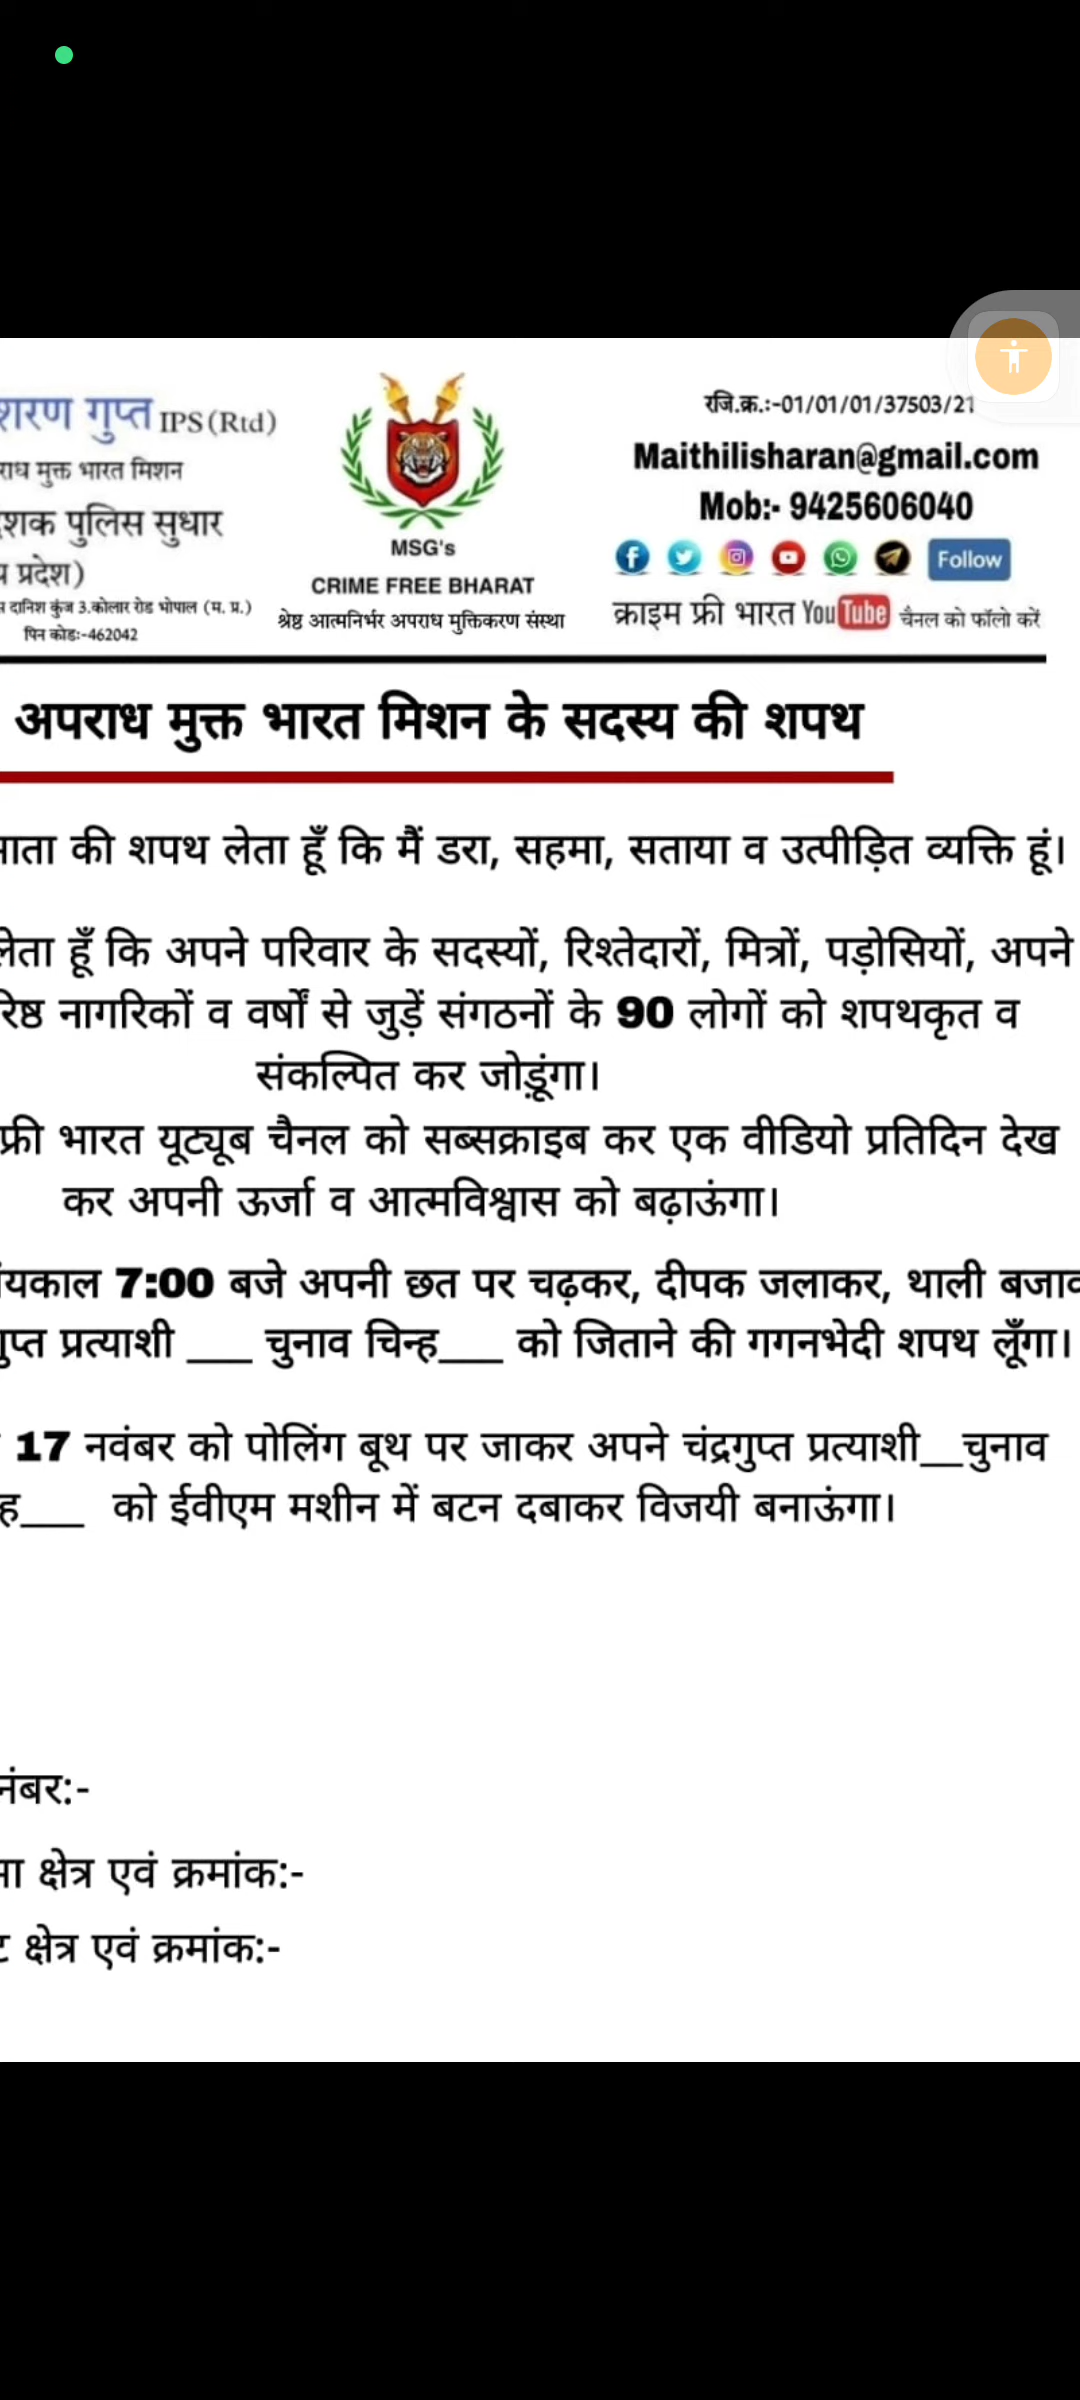 शरण गुप्त IPS (Rtd)
मुक्त भारत मिशन
पुलिस सुधार
प्रदेश)
दानिश कुंज 3.कोलार रोड भोपाल (म. प्र.)
पिन कोडः-462042
MSG's
CRIME FREE BHARAT
श्रेष्ठ आत्मनिर्भर अपराध मुक्तिकरण संस्था
रजि.क्र.:-01/01/01/37503/21
Maithilisharan@gmail.com
Mob:- 9425606040
Follow
क्राइम फ्री भारत YouTube चैनल को फॉलो करें
अपराध मुक्त भारत मिशन के सदस्य की शपथ
की शपथ लेता हूँ कि मैं डरा, सहमा, सताया व उत्पीड़ित व्यक्ति हूं।
लेता हूँ कि अपने परिवार के सदस्यों, रिश्तेदारों, मित्रों, पड़ोसियों, अपने
नागरिकों व वर्षों से जुड़ें संगठनों के 90 लोगों को शपथकृत व
संकल्पित कर जोड़ूंगा।
फ्री भारत यूट्यूब चैनल को सब्सक्राइब कर एक वीडियो प्रतिदिन देख
कर अपनी ऊर्जा व आत्मविश्वास को बढ़ाऊंगा।
7:00 बजे अपनी छत पर चढ़कर, दीपक जलाकर, थाली
प्रत्याशी ___ चुनाव चिन्ह___ को जिताने की गगनभेदी शपथ लूँगा।
17 नवंबर को पोलिंग बूथ पर जाकर अपने चंद्रगुप्त प्रत्याशी__चुनाव
___ को ईवीएम मशीन में बटन दबाकर विजयी बनाऊंगा।
नंबर:-
क्षेत्र एवं क्रमांक:-
क्षेत्र एवं क्रमांक:-